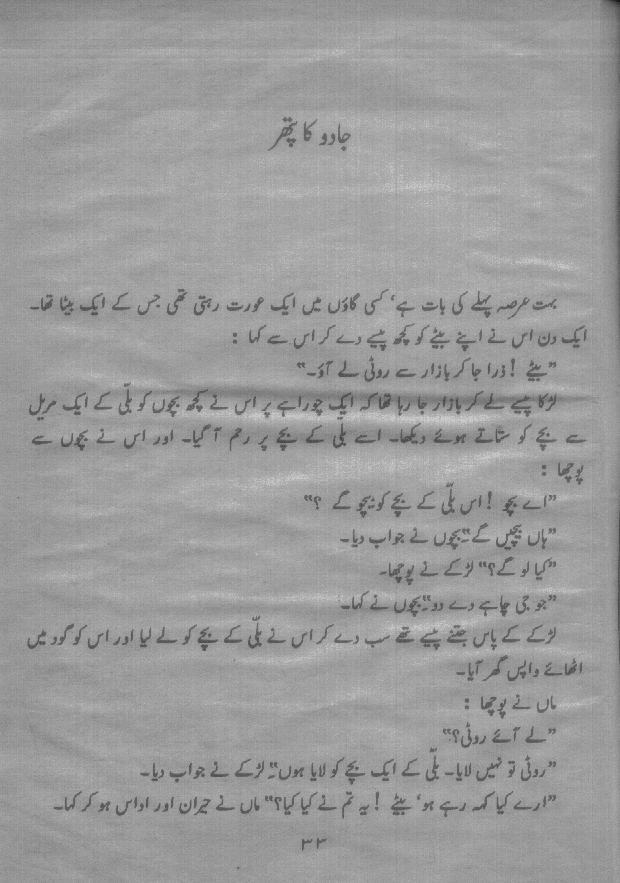 جادو کا پتھر
بہت عرصہ پہلے کی بات ہے، کسی گاؤں میں ایک عورت رہتی تھی جس کے ایک بیٹا تھا۔
ایک دن اس نے اپنے بیٹے کو کچھ پیسے دے کر اس سے کہا :
”بیٹے ! ذرا جا کر بازار سے روٹی لے آؤ۔“
لڑکا پیسے لے کر بازار جا رہا تھا کہ ایک چوراہے پر اس نے کچھ بچوں کو بلّی کے ایک مریل
سے بچے کو ستاتے ہوئے دیکھا۔ اسے بلّی کے بچے پر رحم آ گیا۔ اور اس نے بچوں سے
پوچھا :
”اے بچو ! اس بلّی کے بچے کو بیچو گے ؟“
”ہاں بیچیں گے۔“ بچوں نے جواب دیا۔
”کیا لو گے؟“ لڑکے نے پوچھا۔
”جو جی چاہے دے دو۔“ بچوں نے کہا۔
لڑکے کے پاس جتنے پیسے تھے سب دے کر اس نے بلّی کے بچے کو لے لیا اور اس کو گود میں
اٹھائے واپس گھر آیا۔
ماں نے پوچھا :
”لے آئے روٹی؟“
”روٹی تو نہیں لایا۔ بلّی کے ایک بچے کو لایا ہوں“۔ لڑکے نے جواب دیا۔
”ارے کیا کہہ رہے ہو، بیٹے ! یہ تم نے کیا کیا؟“ ماں نے حیران اور اداس ہو کر کہا۔
۳۳